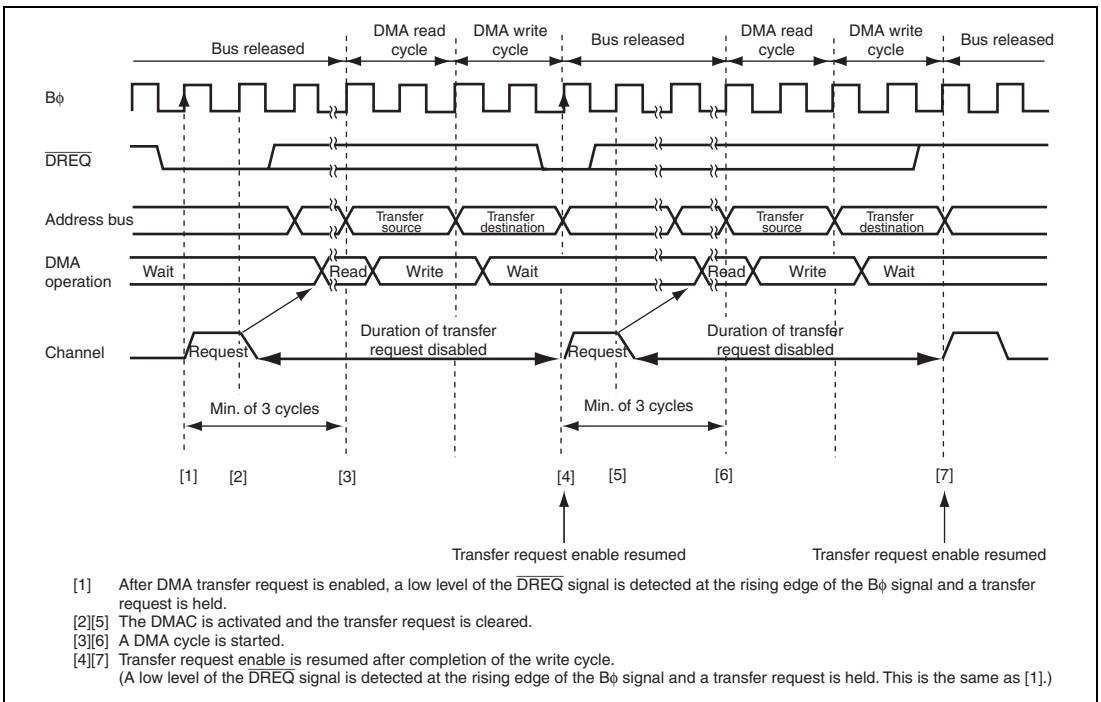 Bus released
DMA read cycle
DMA write cycle
Bus released
DMA read cycle
DMA write cycle
Bus released
Bφ
DREQ
Address bus
Transfer source
Transfer destination
Transfer source
Transfer destination
DMA operation
Wait
Read
Write
Wait
Read
Write
Wait
Channel
Request
Duration of transfer request disabled
Request
Duration of transfer request disabled
Min. of 3 cycles
Min. of 3 cycles
[1]
[2]
[3]
[4]
[5]
[6]
[7]
Transfer request enable resumed
Transfer request enable resumed
[1] After DMA transfer request is enabled, a low level of the DREQ signal is detected at the rising edge of the Bφ signal and a transfer
request is held.
[2][5] The DMAC is activated and the transfer request is cleared.
[3][6] A DMA cycle is started.
[4][7] Transfer request enable is resumed after completion of the write cycle.
(A low level of the DREQ signal is detected at the rising edge of the Bφ signal and a transfer request is held. This is the same as [1].)